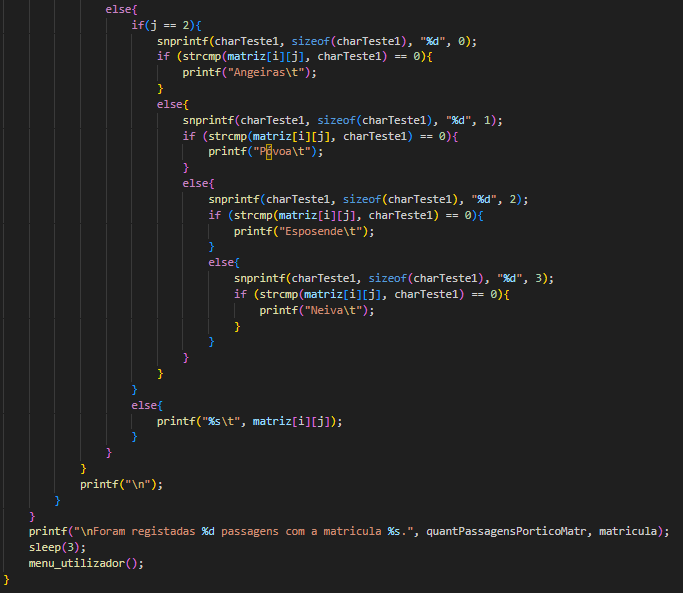 else{
if(j == 2){
snprintf(charTeste1, sizeof(charTeste1), "%d", 0);
if (strcmp(matriz[i][j], charTeste1) == 0){
printf("Angeiras\t");
}
else{
snprintf(charTeste1, sizeof(charTeste1), "%d", 1);
if (strcmp(matriz[i][j], charTeste1) == 0){
printf("Póvoa\t");
}
else{
snprintf(charTeste1, sizeof(charTeste1), "%d", 2);
if (strcmp(matriz[i][j], charTeste1) == 0){
printf("Esposende\t");
}
else{
snprintf(charTeste1, sizeof(charTeste1), "%d", 3);
if (strcmp(matriz[i][j], charTeste1) == 0){
printf("Neiva\t");
}
}
}
}
}
else{
printf("%s\t", matriz[i][j]);
}
}
}
printf("\n");
}
}
printf("\nForam registadas %d passagens com a matricula %s.", quantPassagensPorticoMatr, matricula);
sleep(3);
menu_utilizador();
}